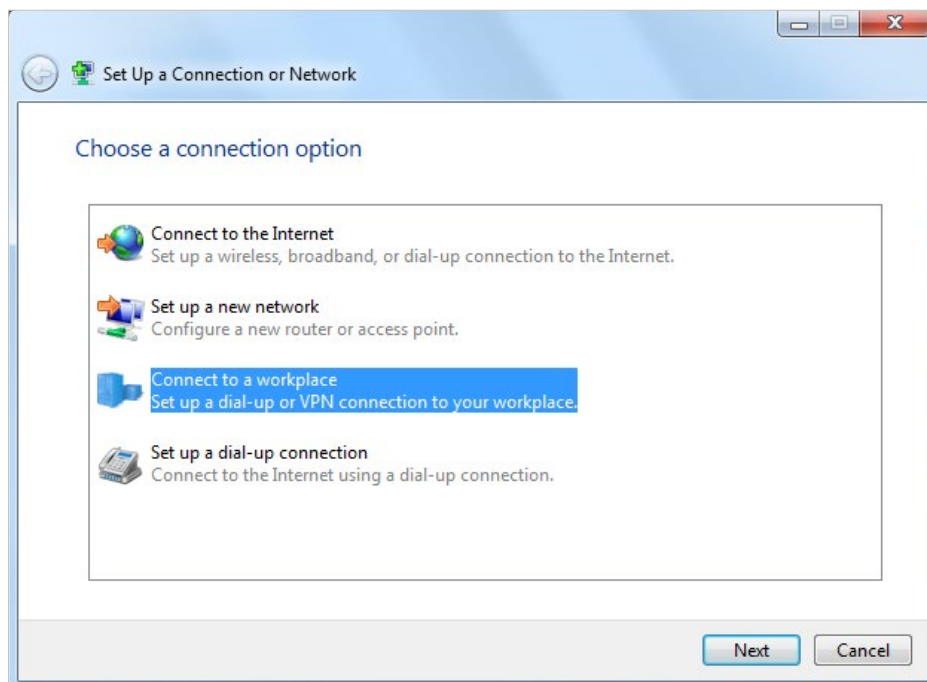 Set Up a Connection or Network
Choose a connection option
Connect to the Internet
Set up a wireless, broadband, or dial-up connection to the Internet.
Set up a new network
Configure a new router or access point.
Connect to a workplace
Set up a dial-up or VPN connection to your workplace.
Set up a dial-up connection
Connect to the Internet using a dial-up connection.
Next Cancel